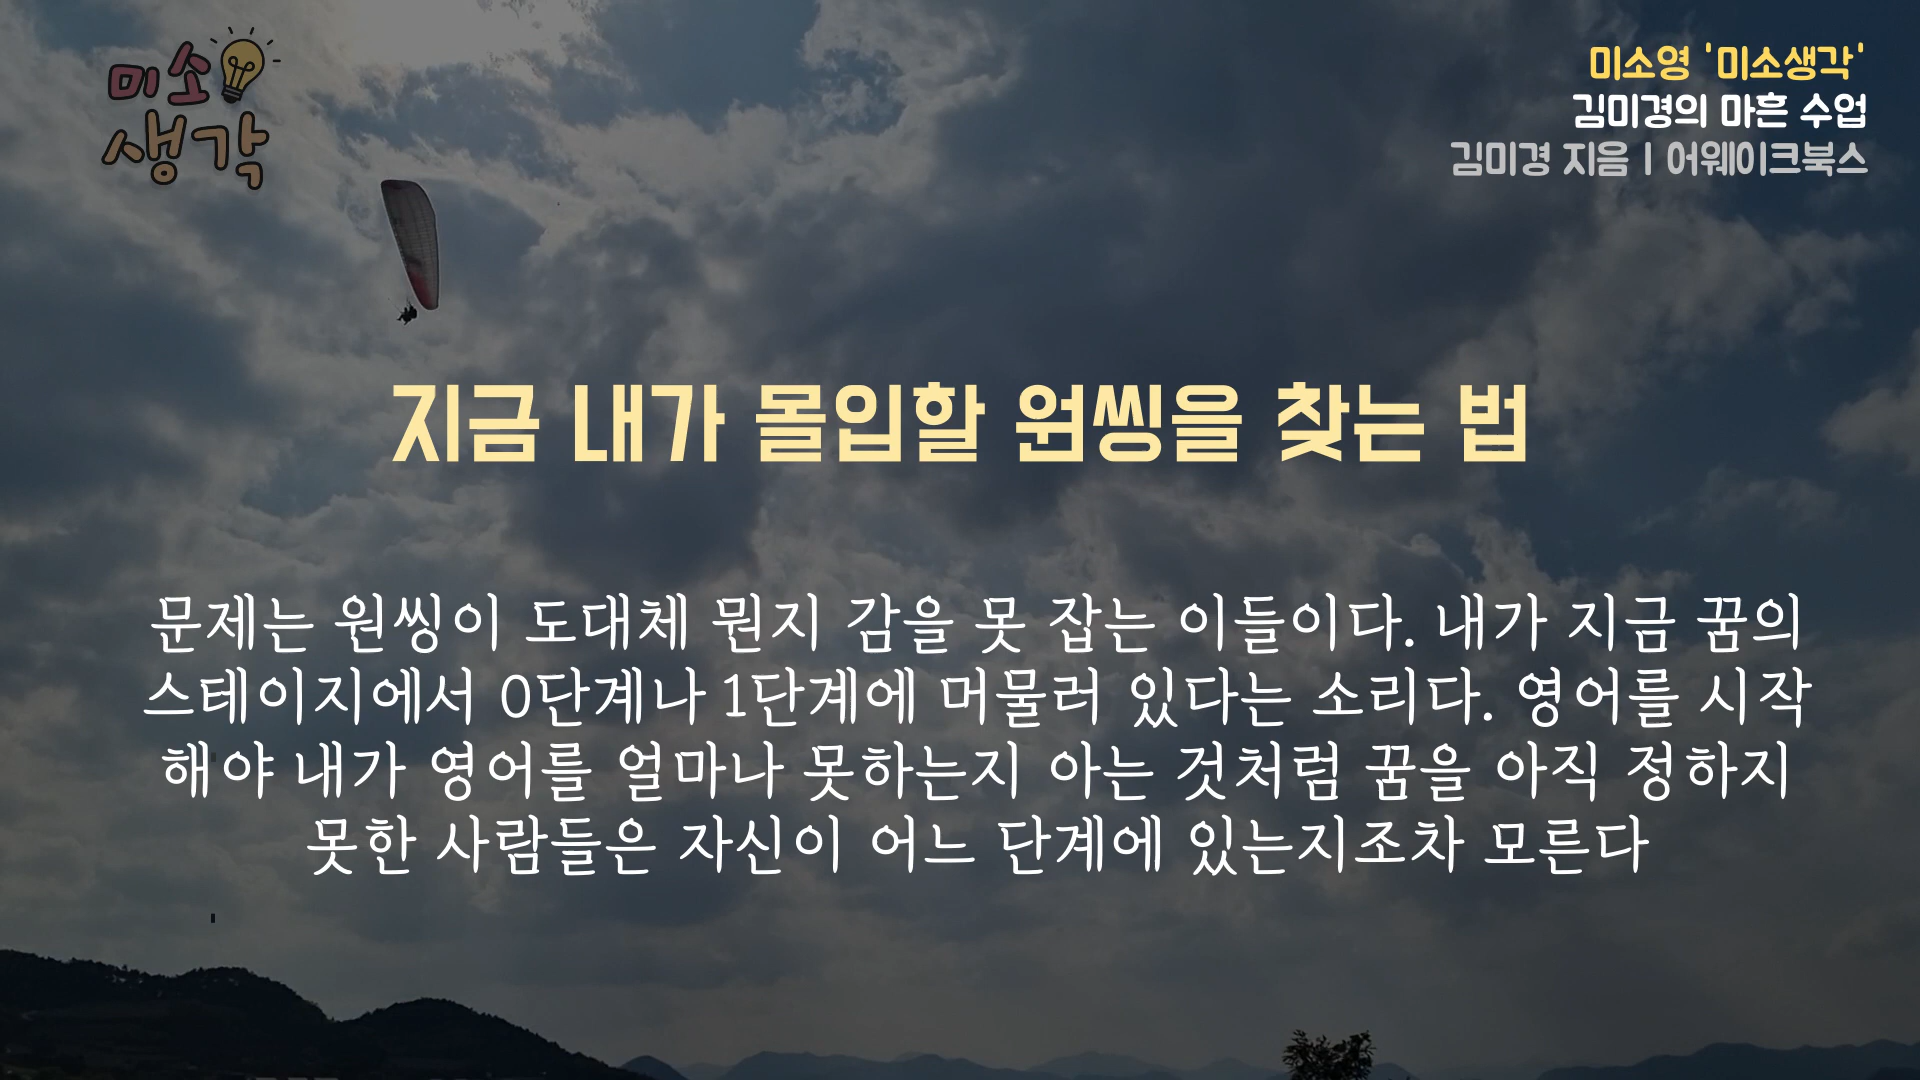 미소
생각
미소영 '미소생각'
김미경의 마흔 수업
김미경 지음 I 어웨이크북스
지금 내가 몰입할 원씽을 찾는 법
문제는 원씽이 도대체 뭔지 감을 못 잡는 이들이다. 내가 지금 꿈의
스테이지에서 0단계나 1단계에 머물러 있다는 소리다. 영어를 시작
해야 내가 영어를 얼마나 못하는지 아는 것처럼 꿈을 아직 정하지
못한 사람들은 자신이 어느 단계에 있는지조차 모른다